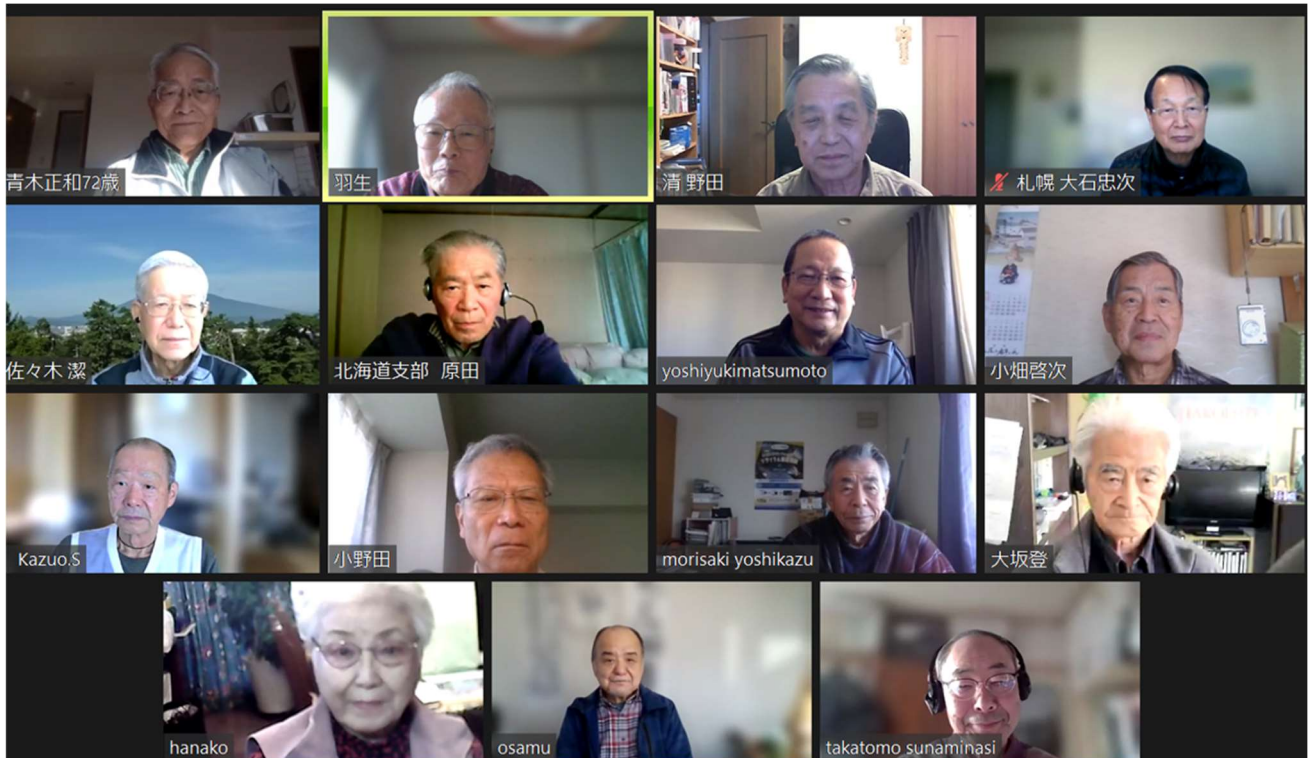 青木正和72歳
羽生
清 野田
札幌 大石忠次
佐々木 潔
北海道支部 原田
yoshiyukimatsumoto
小畑啓次
Kazuo.S
小野田
morisaki yoshikazu
大坂登
hanako
osamu
takatomo sunaminasi